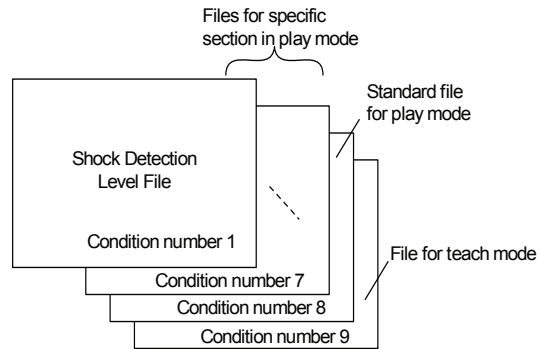 Files for specific
section in play mode
Standard file
for play mode
Shock Detection
Level File
Condition number 1
File for teach mode
Condition number 7
Condition number 8
Condition number 9